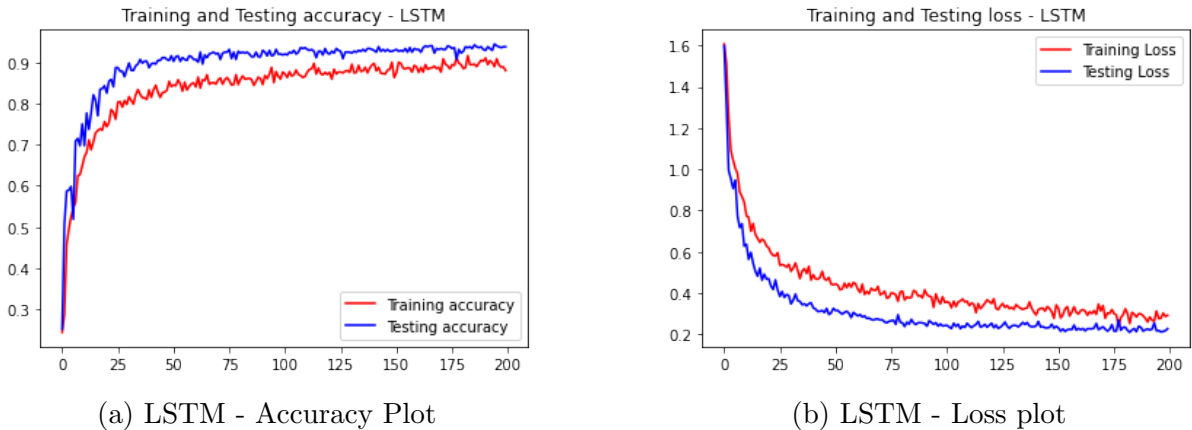 Training and Testing accuracy - LSTM
0.9
0.8
0.7
0.6
0.5
0.4
0.3
Training accuracy
Testing accuracy
0 25 50 75 100 125 150 175 200
(a) LSTM - Accuracy Plot
Training and Testing loss - LSTM
1.6
1.4
1.2
1.0
0.8
0.6
0.4
0.2
Training Loss
Testing Loss
0 25 50 75 100 125 150 175 200
(b) LSTM - Loss plot